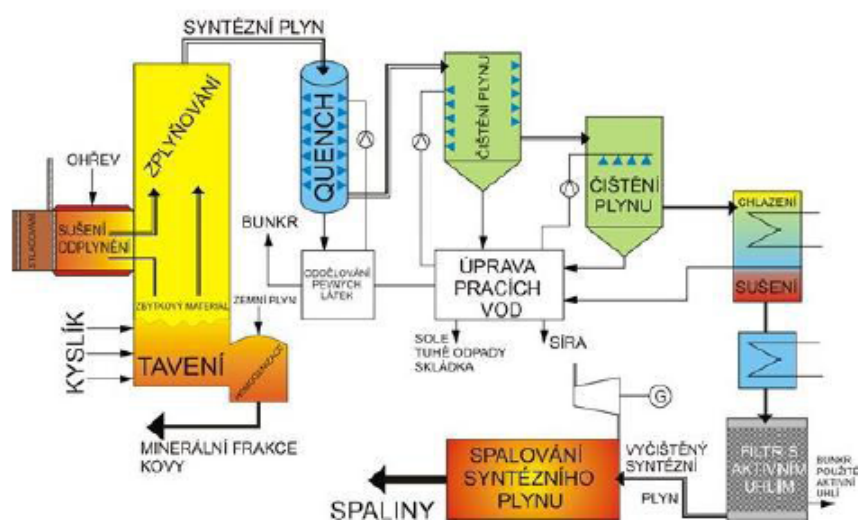 SYNTÉZNÍ PLYN
ZPLYŇOVÁNÍ
QUENCH
ČIŠTĚNÍ PLYNU
ČIŠTĚNÍ
PLYNU
OHŘEV
STLAČOVÁNÍ
SUŠENÍ
ODPLYNĚNÍ
BUNKR
CHLAZENÍ
SUŠENÍ
ODDĚLOVÁNÍ
PEVNÝCH
LÁTEK
ÚPRAVA
PRACÍCH
VOD
ZBYTKOVÝ MATERIÁL
ZEMNÍ PLYN
KYSLÍK
TAVENÍ
HOMOGENIZACE
SOLE
TUHÉ ODPADY
SKLÁDKA
SÍRA
G
MINERÁLNÍ FRAKCE
KOVY
SPALOVÁNÍ
SYNTÉZNÍHO
PLYNU
VYČIŠTĚNÝ
SYNTÉZNÍ
PLYN
FILTR S
AKTIVNÍM
UHLÍM
BUNKR
POUŽITÉ
AKTIVNÍ
UHLÍ
SPALINY